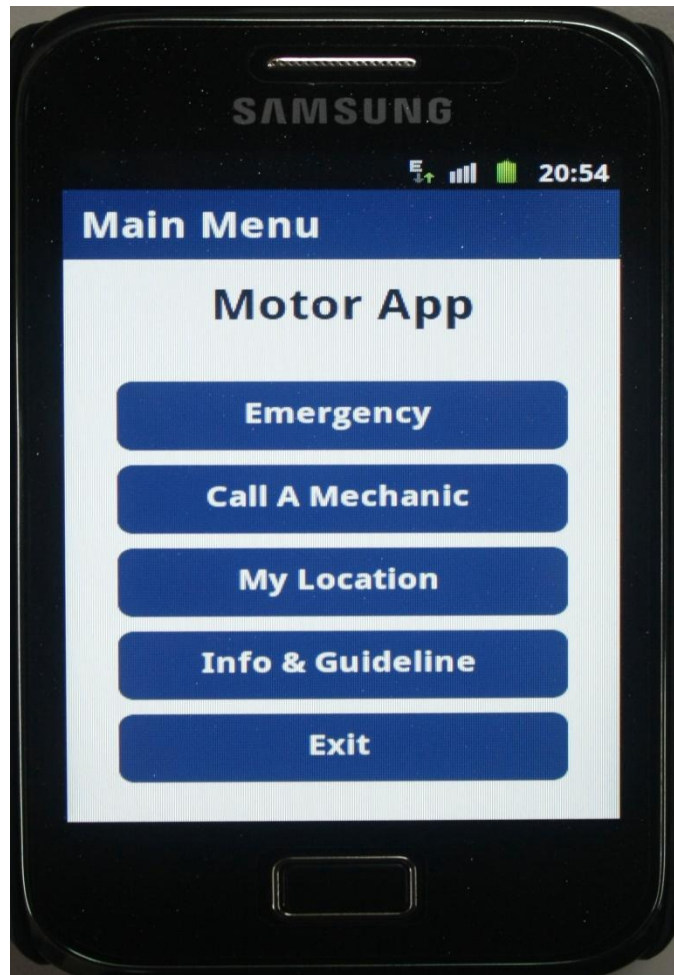 SAMSUNG
E 20:54
Main Menu
Motor App
Emergency
Call A Mechanic
My Location
Info & Guideline
Exit